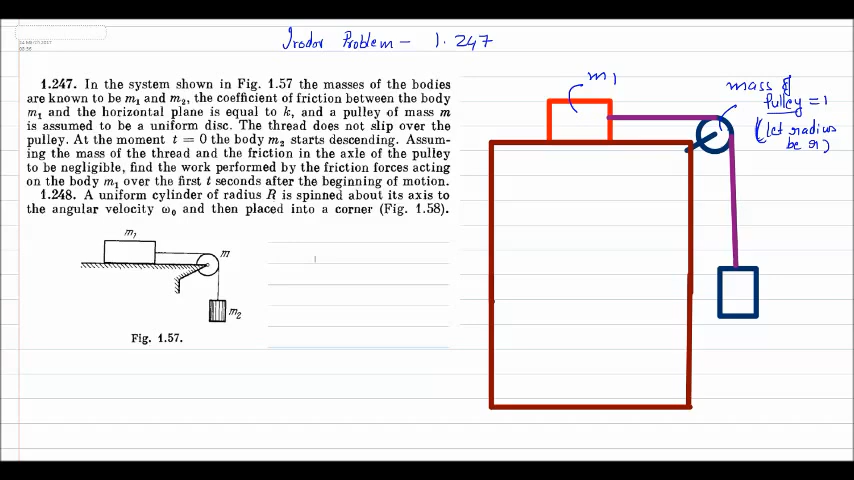 Irodov Problem - 1.247
1.247. In the system shown in Fig. 1.57 the masses of the bodies
are known to be m₁ and m₂, the coefficient of friction between the body
m₁ and the horizontal plane is equal to k, and a pulley of mass m
is assumed to be a uniform disc. The thread does not slip over the
pulley. At the moment t = 0 the body m₂ starts descending. Assum-
ing the mass of the thread and the friction in the axle of the pulley
to be negligible, find the work performed by the friction forces acting
on the body m₁ over the first t seconds after the beginning of motion.
1.248. A uniform cylinder of radius R is spinned about its axis to
the angular velocity ω₀ and then placed into a corner (Fig. 1.58).
m₁
m
m₂
Fig. 1.57.
m₁
mass of
pulley = 1
(let radius
be r)